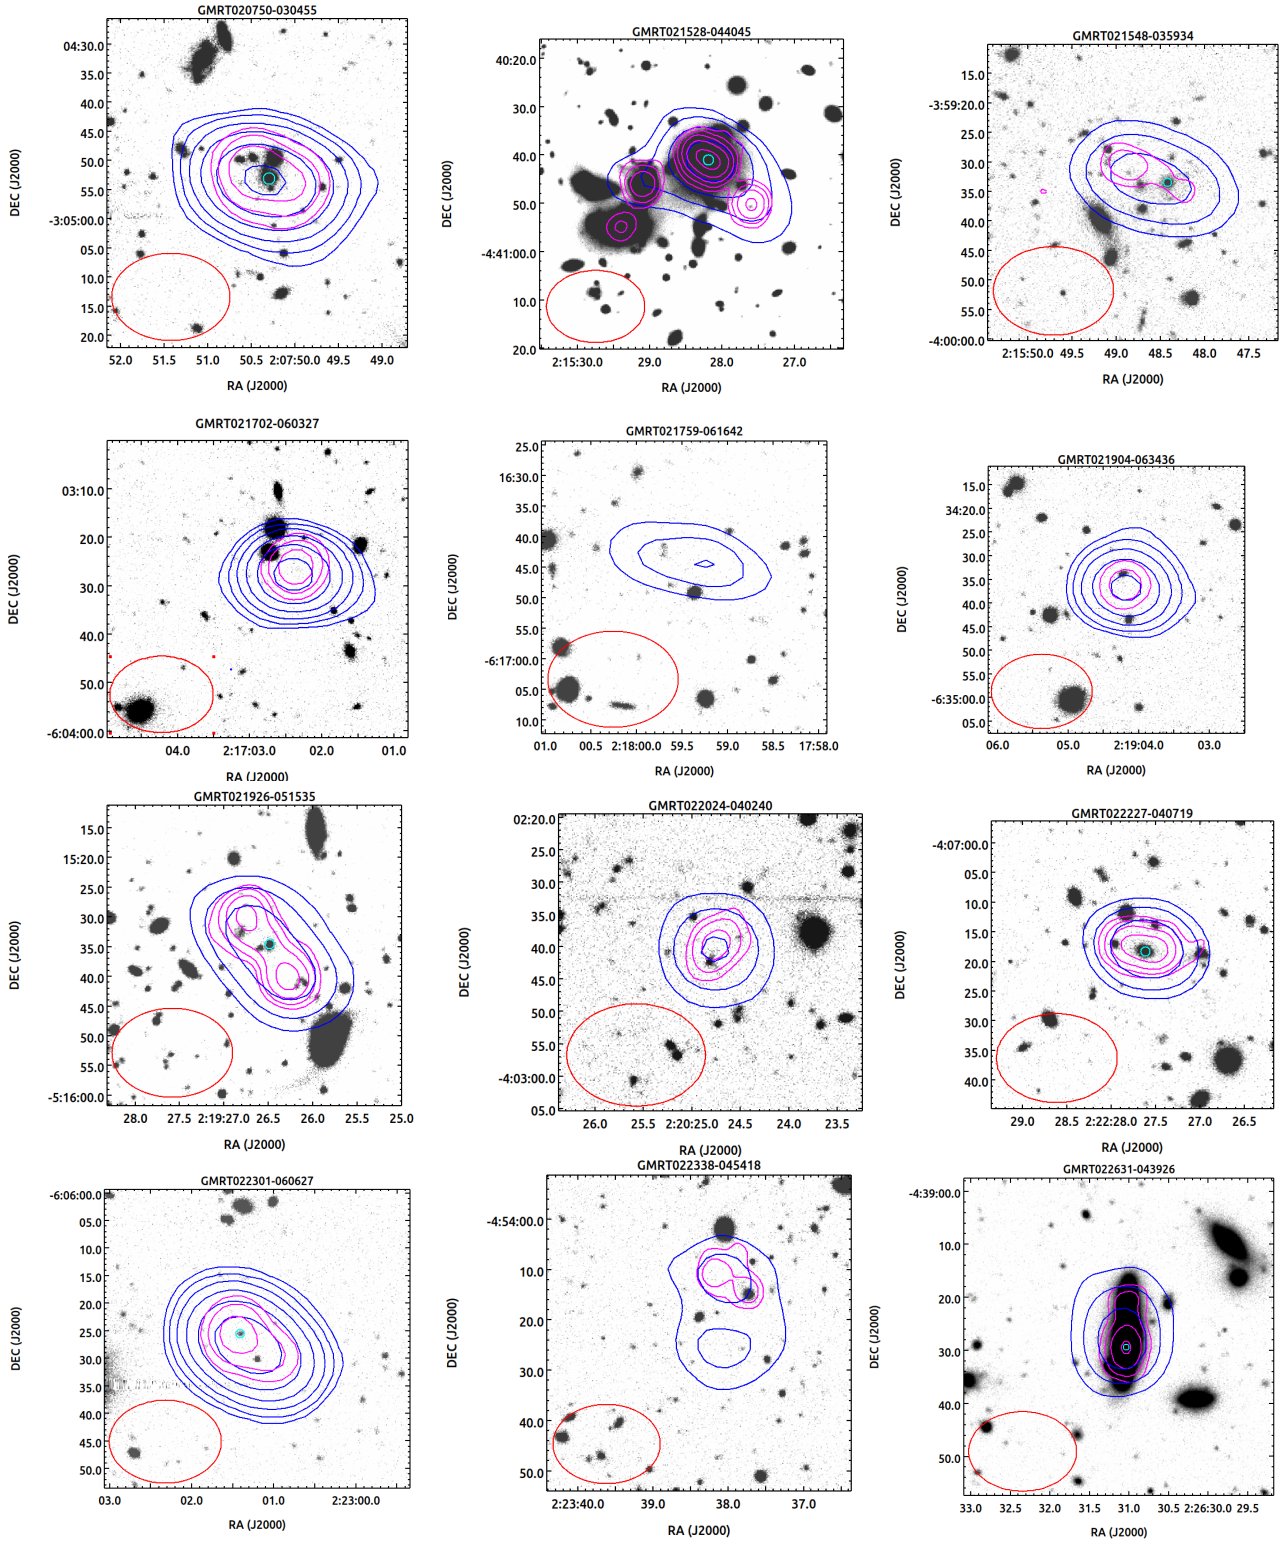 GMRT020750-030455
DEC (J2000)
04:30.0
35.0
40.0
45.0
50.0
55.0
-3:05:00.0
05.0
10.0
15.0
20.0
52.0 51.5 51.0 50.5 2:07:50.0 49.5 49.0
RA (J2000)
GMRT021528-044045
DEC (J2000)
40:20.0
30.0
40.0
50.0
-4:41:00.0
10.0
20.0
2:15:30.0 29.0 28.0 27.0
RA (J2000)
GMRT021548-035934
DEC (J2000)
15.0
-3:59:20.0
25.0
30.0
35.0
40.0
45.0
50.0
55.0
-4:00:00.0
2:15:50.0 49.5 49.0 48.5 48.0 47.5
RA (J2000)
GMRT021702-060327
DEC (J2000)
03:10.0
20.0
30.0
40.0
50.0
-6:04:00.0
04.0 2:17:03.0 02.0 01.0
RA (J2000)
GMRT021759-061642
DEC (J2000)
25.0
16:30.0
35.0
40.0
45.0
50.0
55.0
-6:17:00.0
05.0
10.0
01.0 00.5 2:18:00.0 59.5 59.0 58.5 17:58.0
RA (J2000)
GMRT021904-063436
DEC (J2000)
15.0
34:20.0
25.0
30.0
35.0
40.0
45.0
50.0
55.0
-6:35:00.0
05.0
06.0 05.0 2:19:04.0 03.0
RA (J2000)
GMRT021926-051535
DEC (J2000)
15.0
15:20.0
25.0
30.0
35.0
40.0
45.0
50.0
55.0
-5:16:00.0
28.0 27.5 2:19:27.0 26.5 26.0 25.5 25.0
RA (J2000)
GMRT022024-040240
DEC (J2000)
02:20.0
25.0
30.0
35.0
40.0
45.0
50.0
55.0
-4:03:00.0
05.0
26.0 25.5 2:20:25.0 24.5 24.0 23.5
RA (J2000)
GMRT022227-040719
DEC (J2000)
-4:07:00.0
05.0
10.0
15.0
20.0
25.0
30.0
35.0
40.0
29.0 28.5 2:22:28.0 27.5 27.0 26.5
RA (J2000)
GMRT022301-060627
DEC (J2000)
-6:06:00.0
05.0
10.0
15.0
20.0
25.0
30.0
35.0
40.0
45.0
50.0
03.0 02.0 01.0 2:23:00.0
RA (J2000)
GMRT022338-045418
DEC (J2000)
-4:54:00.0
10.0
20.0
30.0
40.0
50.0
2:23:40.0 39.0 38.0 37.0
RA (J2000)
GMRT022631-043926
DEC (J2000)
-4:39:00.0
10.0
20.0
30.0
40.0
50.0
33.0 32.5 32.0 31.5 31.0 30.5 2:26:30.0 29.5
RA (J2000)